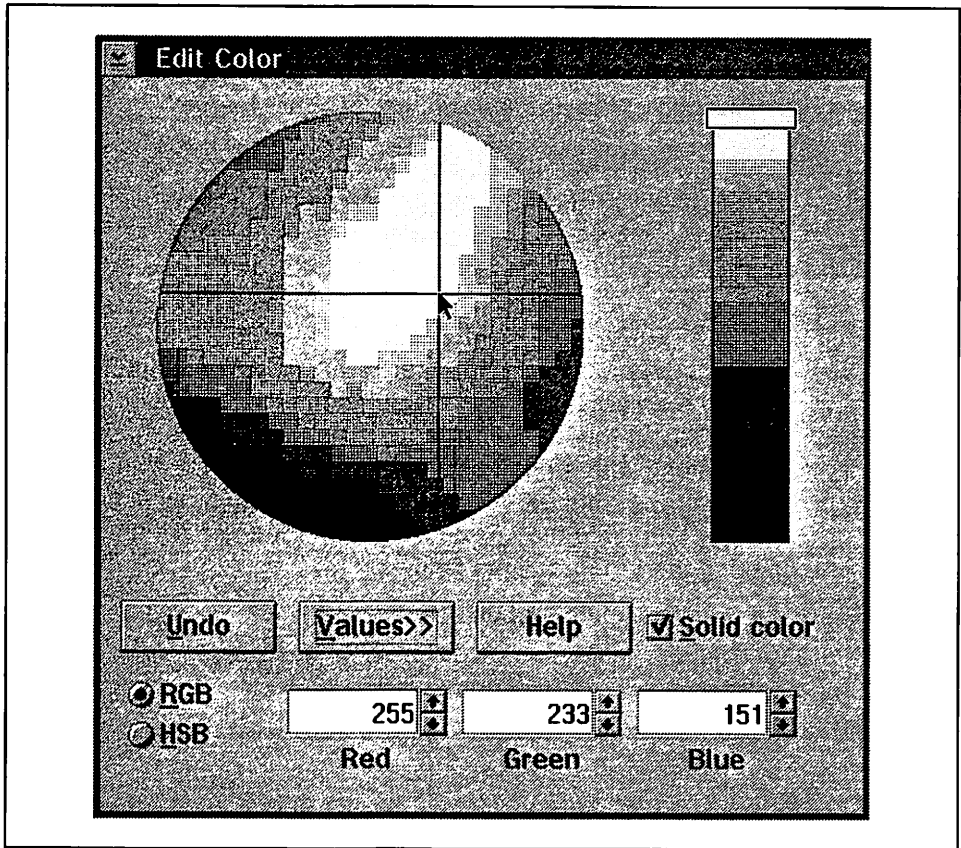 Edit Color
Undo Values>> Help Solid color
RGB
HSB
255 233 151
Red Green Blue